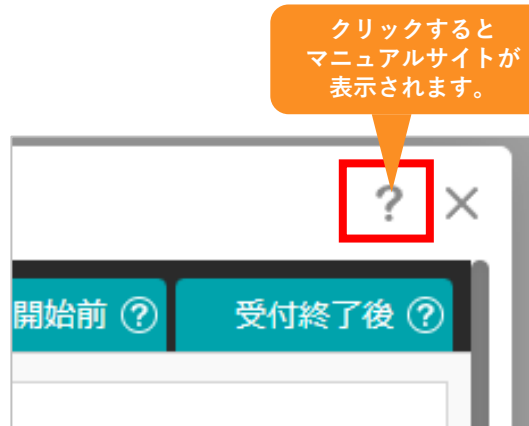 クリックすると
マニュアルサイトが
表示されます。
?
開始前 ?
受付終了後 ?